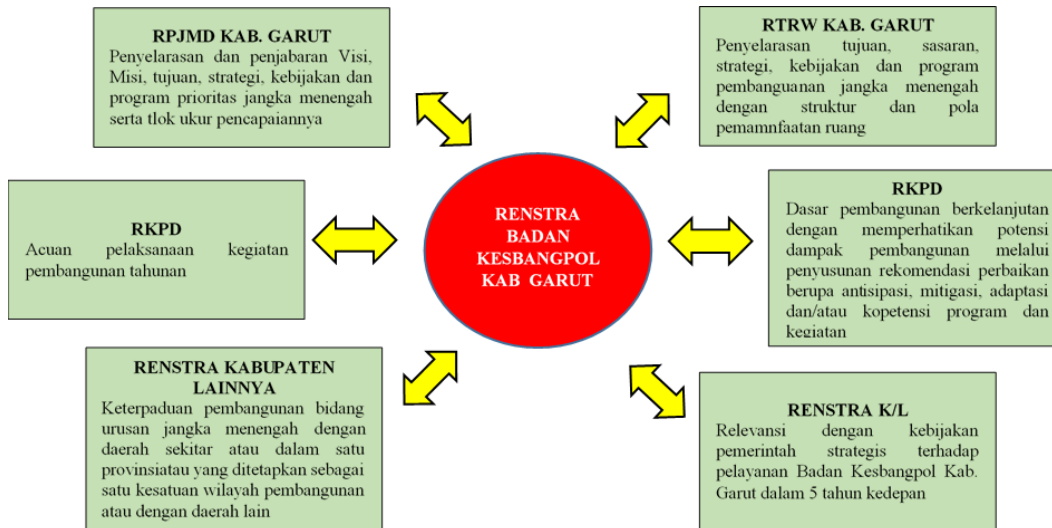 RPJMD KAB. GARUT
Penyelarasan dan penjabaran Visi,
Misi, tujuan, strategi, kebijakan dan
program prioritas jangka menengah
serta tlok ukur pencapaiannya
RTRW KAB. GARUT
Penyelarasan tujuan, sasaran,
strategi, kebijakan dan program
pembanguanan jangka menengah
dengan struktur dan pola
pemamnfaatan ruang
RKPD
Acuan pelaksanaan kegiatan
pembangunan tahunan
RENSTRA
BADAN
KESBANGPOL
KAB GARUT
RKPD
Dasar pembangunan berkelanjutan
dengan memperhatikan potensi
dampak pembangunan melalui
penyusunan rekomendasi perbaikan
berupa antisipasi, mitigasi, adaptasi
dan/atau kopetensi program dan
kegiatan
RENSTRA KABUPATEN
LAINNYA
Keterpaduan pembangunan bidang
urusan jangka menengah dengan
daerah sekitar atau dalam satu
provinsiatau yang ditetapkan sebagai
satu kesatuan wilayah pembangunan
atau dengan daerah lain
RENSTRA K/L
Relevansi dengan kebijakan
pemerintah strategis terhadap
pelayanan Badan Kesbangpol Kab.
Garut dalam 5 tahun kedepan